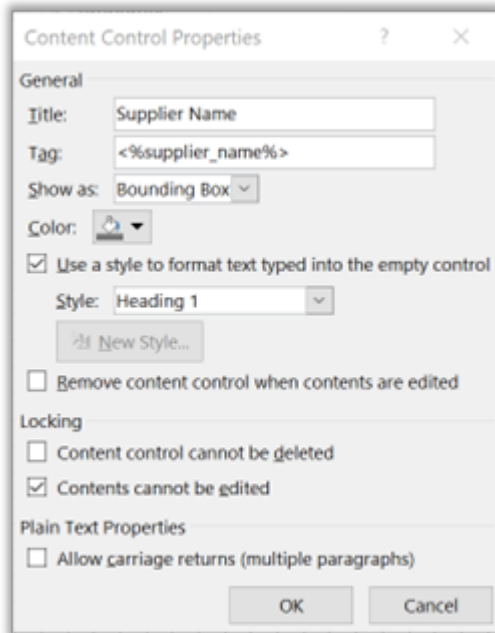 Content Control Properties ? ×
General
Title: Supplier Name
Tag: <%supplier_name%>
Show as: Bounding Box
Color:
Use a style to format text typed into the empty control
Style: Heading 1
New Style...
Remove content control when contents are edited
Locking
Content control cannot be deleted
Contents cannot be edited
Plain Text Properties
Allow carriage returns (multiple paragraphs)
OK Cancel